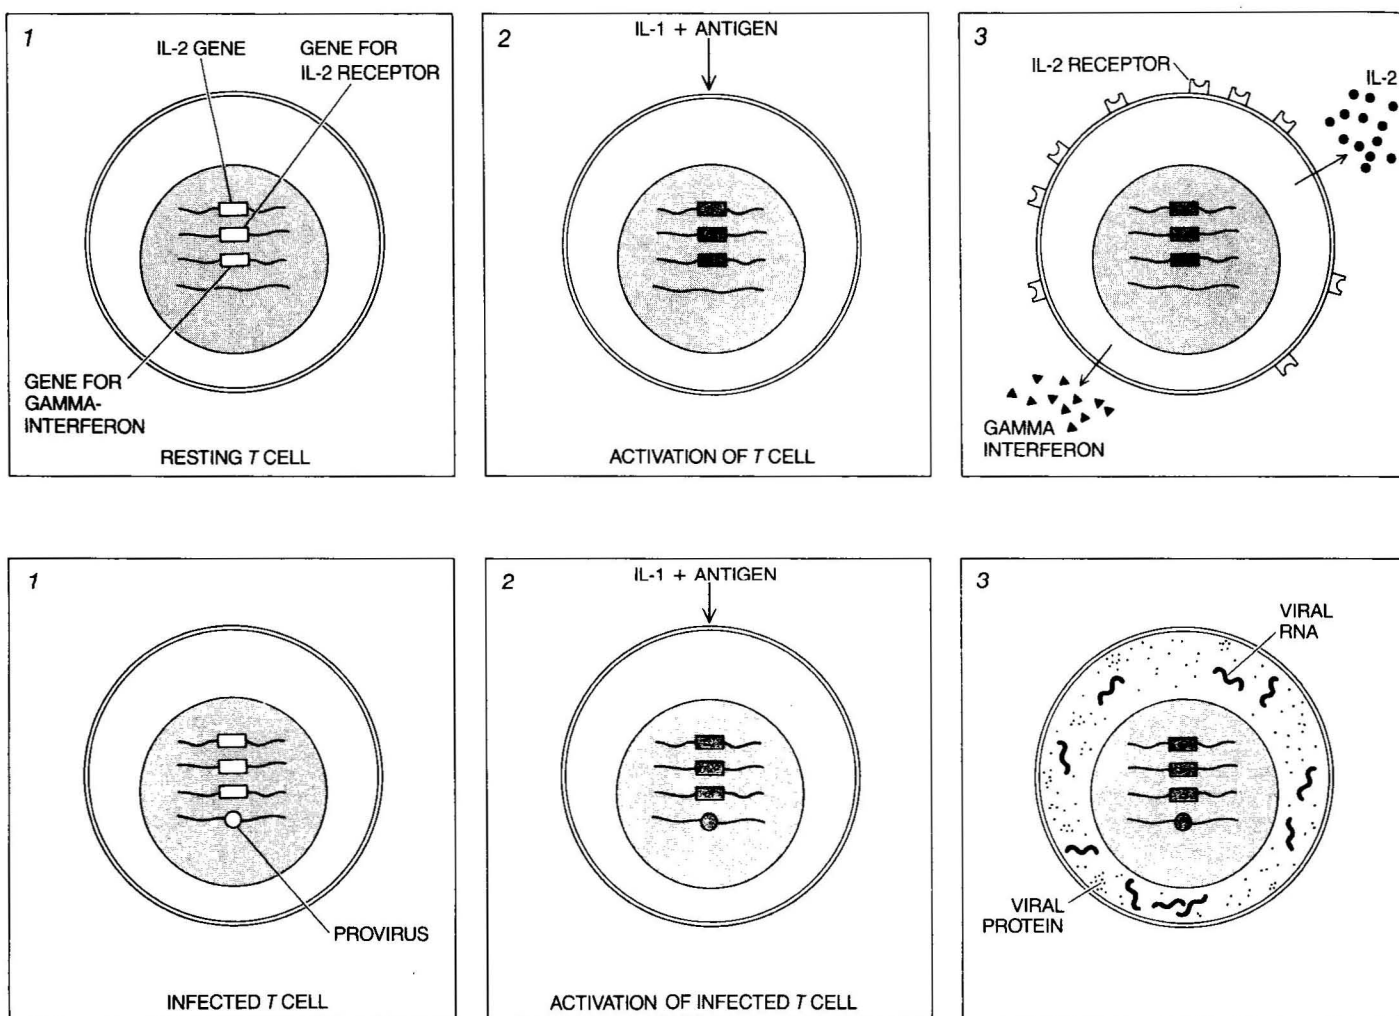 1
IL-2 GENE
GENE FOR
IL-2 RECEPTOR
GENE FOR
GAMMA-
INTERFERON
RESTING T CELL
2
IL-1 + ANTIGEN
ACTIVATION OF T CELL
3
IL-2 RECEPTOR
IL-2
GAMMA
INTERFERON
1
PROVIRUS
INFECTED T CELL
2
IL-1 + ANTIGEN
ACTIVATION OF INFECTED T CELL
3
VIRAL
RNA
VIRAL
PROTEIN